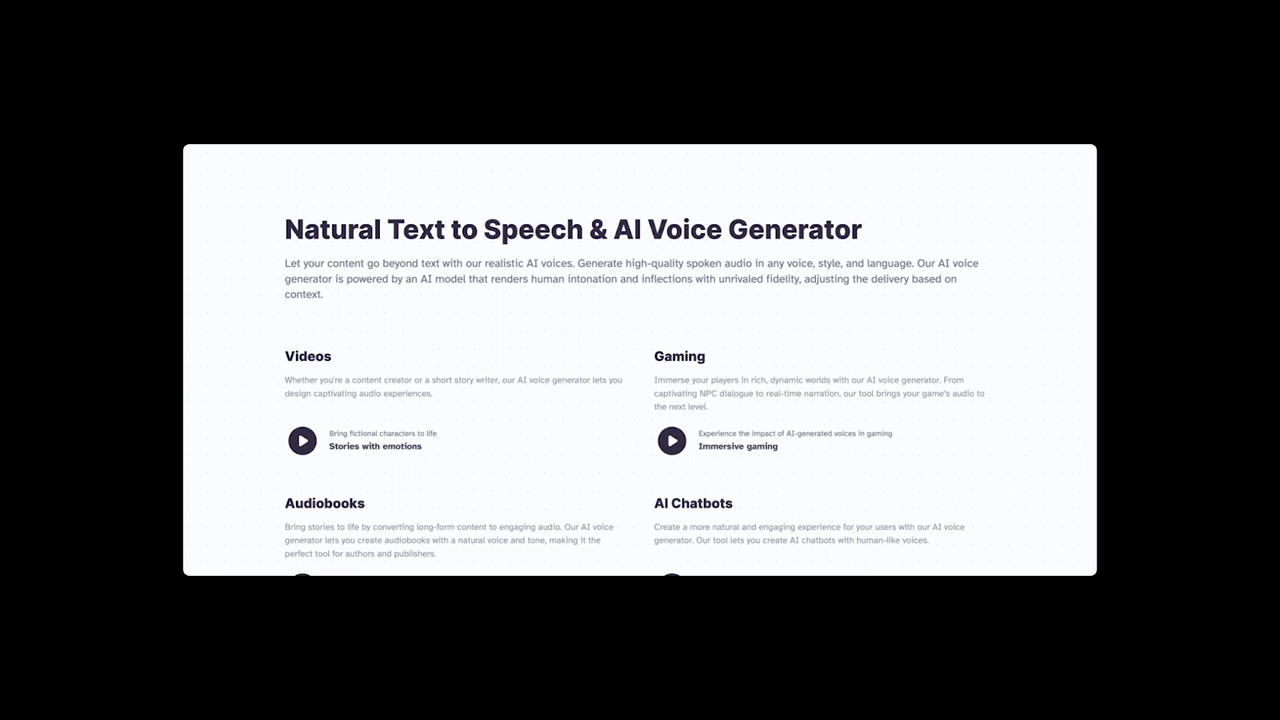 Natural Text to Speech & AI Voice Generator
Let your content go beyond text with our realistic AI voices. Generate high-quality spoken audio in any voice, style, and language. Our AI voice
generator is powered by an AI model that renders human intonation and inflections with unrivaled fidelity, adjusting the delivery based on
context.
Videos
Whether you're a content creator or a short story writer, our AI voice generator lets you
design captivating audio experiences.
Bring fictional characters to life
Stories with emotions
Gaming
Immerse your players in rich, dynamic worlds with our AI voice generator. From
captivating NPC dialogue to real-time narration, our tool brings your game's audio to
the next level.
Experience the impact of AI-generated voices in gaming
Immersive gaming
Audiobooks
Bring stories to life by converting long-form content to engaging audio. Our AI voice
generator lets you create audiobooks with a natural voice and tone, making it the
perfect tool for authors and publishers.
AI Chatbots
Create a more natural and engaging experience for your users with our AI voice
generator. Our tool lets you create AI chatbots with human-like voices.